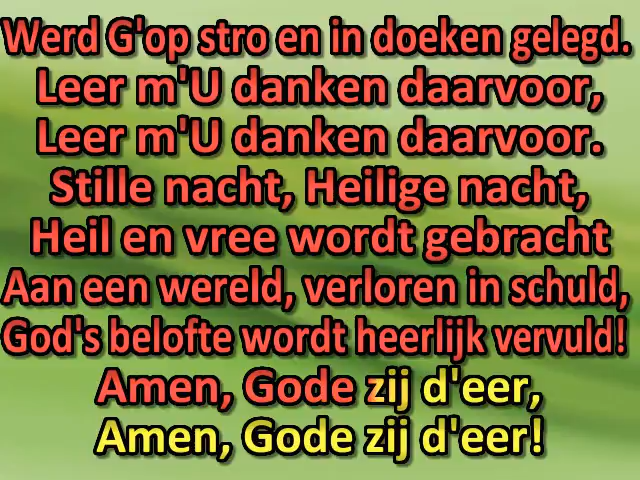 Werd G'op stro en in doeken gelegd.
Leer m'U danken daarvoor,
Leer m'U danken daarvoor.
Stille nacht, Heilige nacht,
Heil en vree wordt gebracht
Aan een wereld, verloren in schuld,
God's belofte wordt heerlijk vervuld!
Amen, Gode zij d'eer,
Amen, Gode zij d'eer!